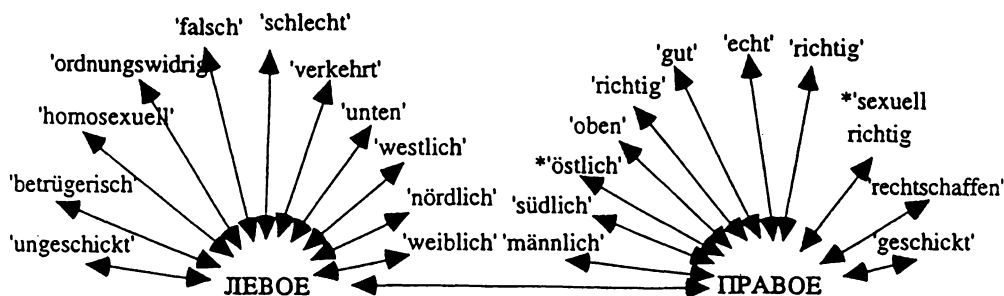 'falsch' 'schlecht' 'echt'
'gut' 'richtig'
'ordnungswidrig' 'verkehrt' 'richtig'
*'sexuell
'homosexuell' 'unten' 'oben' richtig
'westlich' *'östlich'
'betrügerisch' 'nördlich' 'südlich' 'rechtschaffen'
'ungeschickt' 'weiblich' 'männlich' 'geschickt'
ЛЕВОЕ ПРАВОЕ